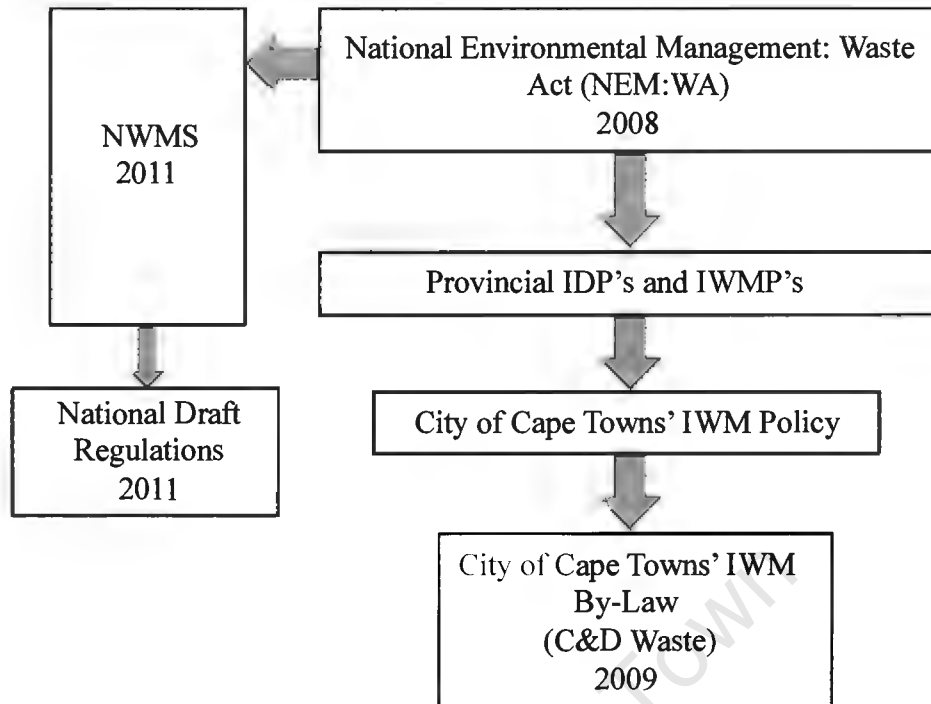 National Environmental Management: Waste
Act (NEM:WA)
2008
NWMS
2011
Provincial IDP's and IWMP's
National Draft
Regulations
2011
City of Cape Towns' IWM Policy
City of Cape Towns' IWM
By-Law
(C&D Waste)
2009
Town